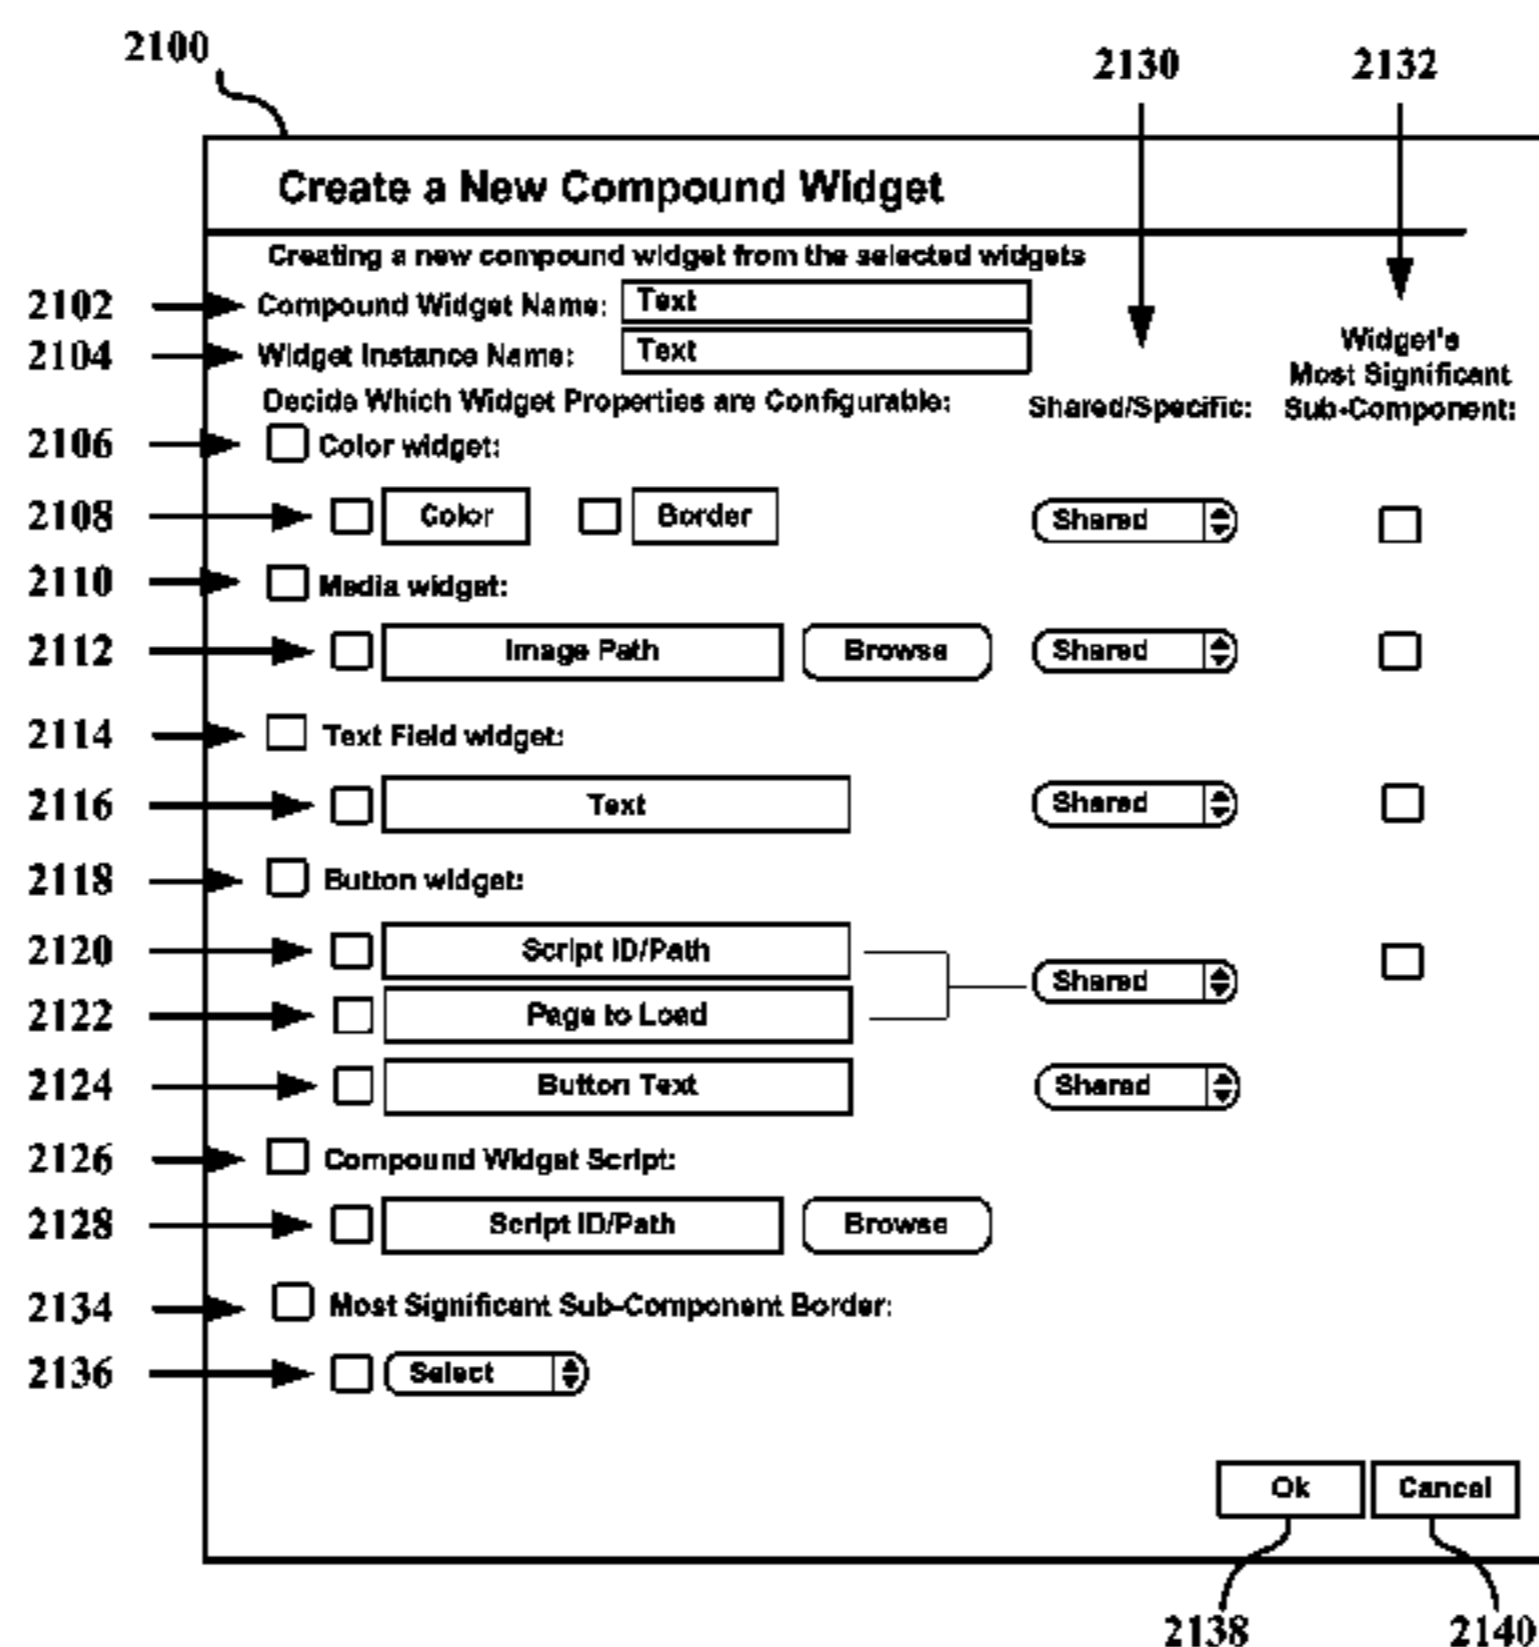 2100
2130 2132
Create a New Compound Widget
Creating a new compound widget from the selected widgets
2102 Compound Widget Name: Text
2104 Widget Instance Name: Text
Widget's
Most Significant
Sub-Component:
Decide Which Widget Properties are Configurable: Shared/Specific:
2106 Color widget:
2108 Color Border Shared
2110 Media widget:
2112 Image Path Browse Shared
2114 Text Field widget:
2116 Text Shared
2118 Button widget:
2120 Script ID/Path
Shared
2122 Page to Load
2124 Button Text Shared
2126 Compound Widget Script:
2128 Script ID/Path Browse
2134 Most Significant Sub-Component Border:
2136 Select
Ok Cancel
2138 2140